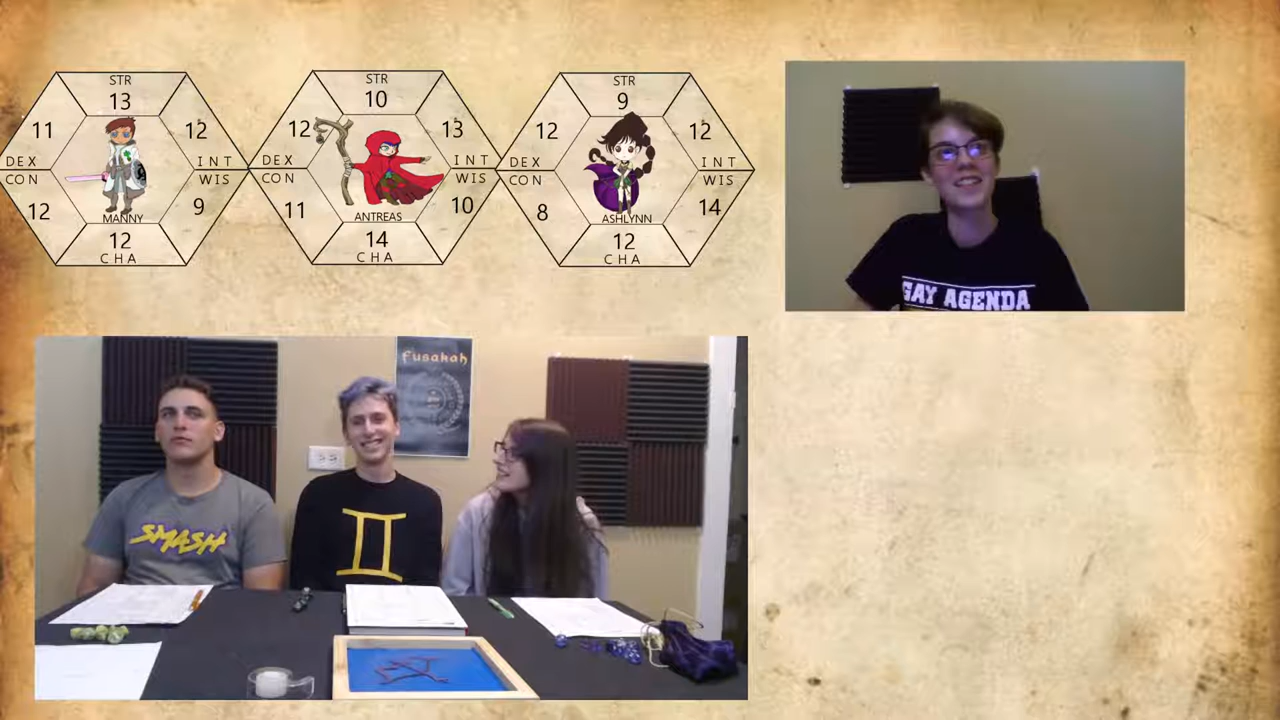 STR
13
11
12
DEX
INT
CON
WIS
12
9
MANNY
12
CHA
STR
10
12
13
DEX
INT
CON
WIS
11
10
ANTREAS
14
CHA
STR
9
12
12
DEX
INT
CON
WIS
8
14
ASHLYNN
12
CHA
GAY AGENDA
fusakah
SMASH